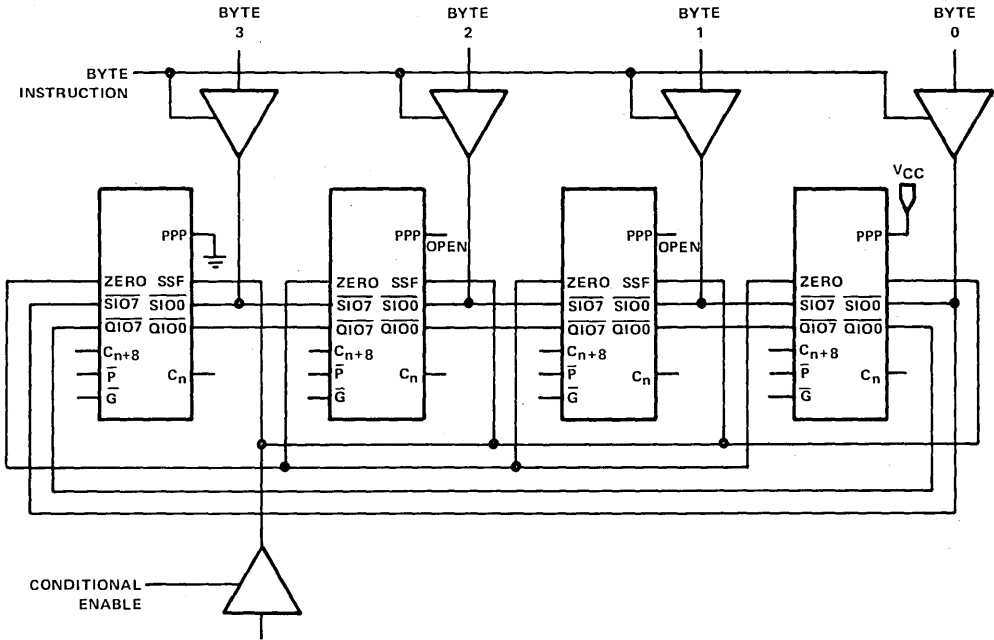 BYTE
3
BYTE
2
BYTE
1
BYTE
0
BYTE
INSTRUCTION
VCC
PPP
PPP
OPEN
PPP
OPEN
PPP
ZERO SSF
SIO7 SIO0
QIO7 QIO0
Cn+8
P Cn
G
ZERO SSF
SIO7 SIO0
QIO7 QIO0
Cn+8
P Cn
G
ZERO SSF
SIO7 SIO0
QIO7 QIO0
Cn+8
P Cn
G
ZERO SSF
SIO7 SIO0
QIO7 QIO0
Cn+8
P Cn
G
CONDITIONAL
ENABLE